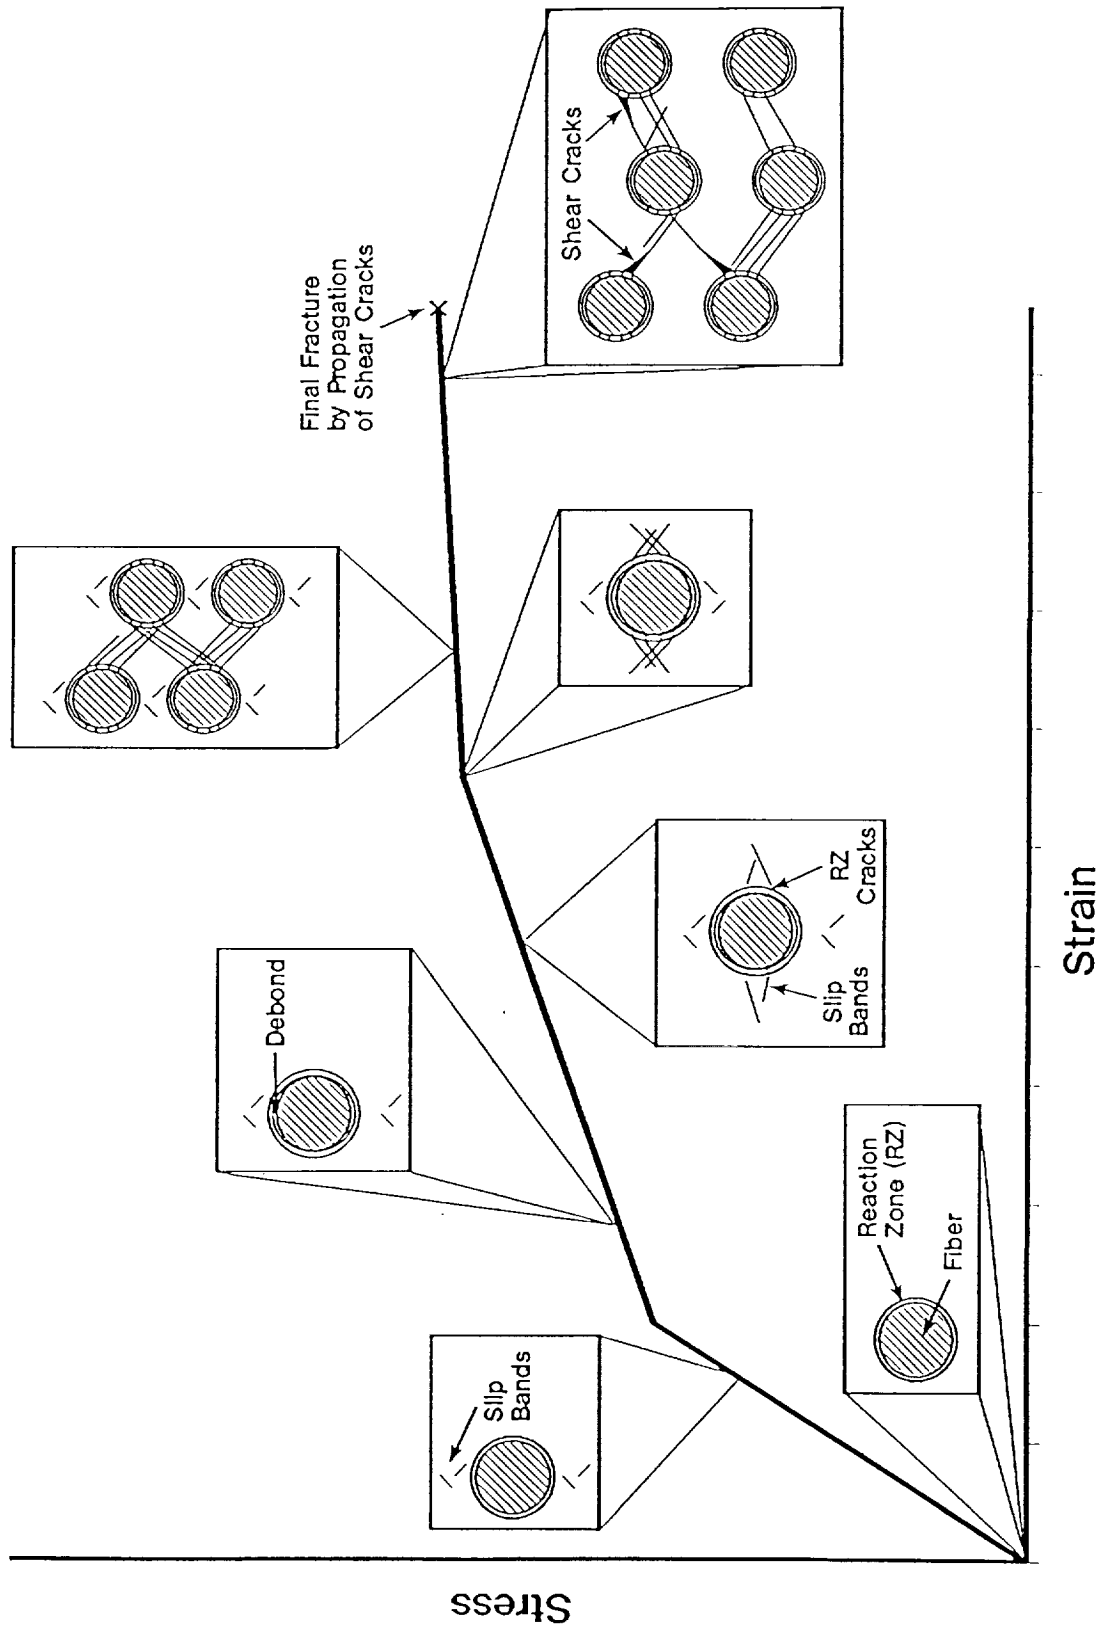 Final Fracture
by Propagation
of Shear Cracks
Shear Cracks
Debond
RZ
Cracks
Slip
Bands
Slip
Bands
Reaction
Zone (RZ)
Fiber
Stress
Strain